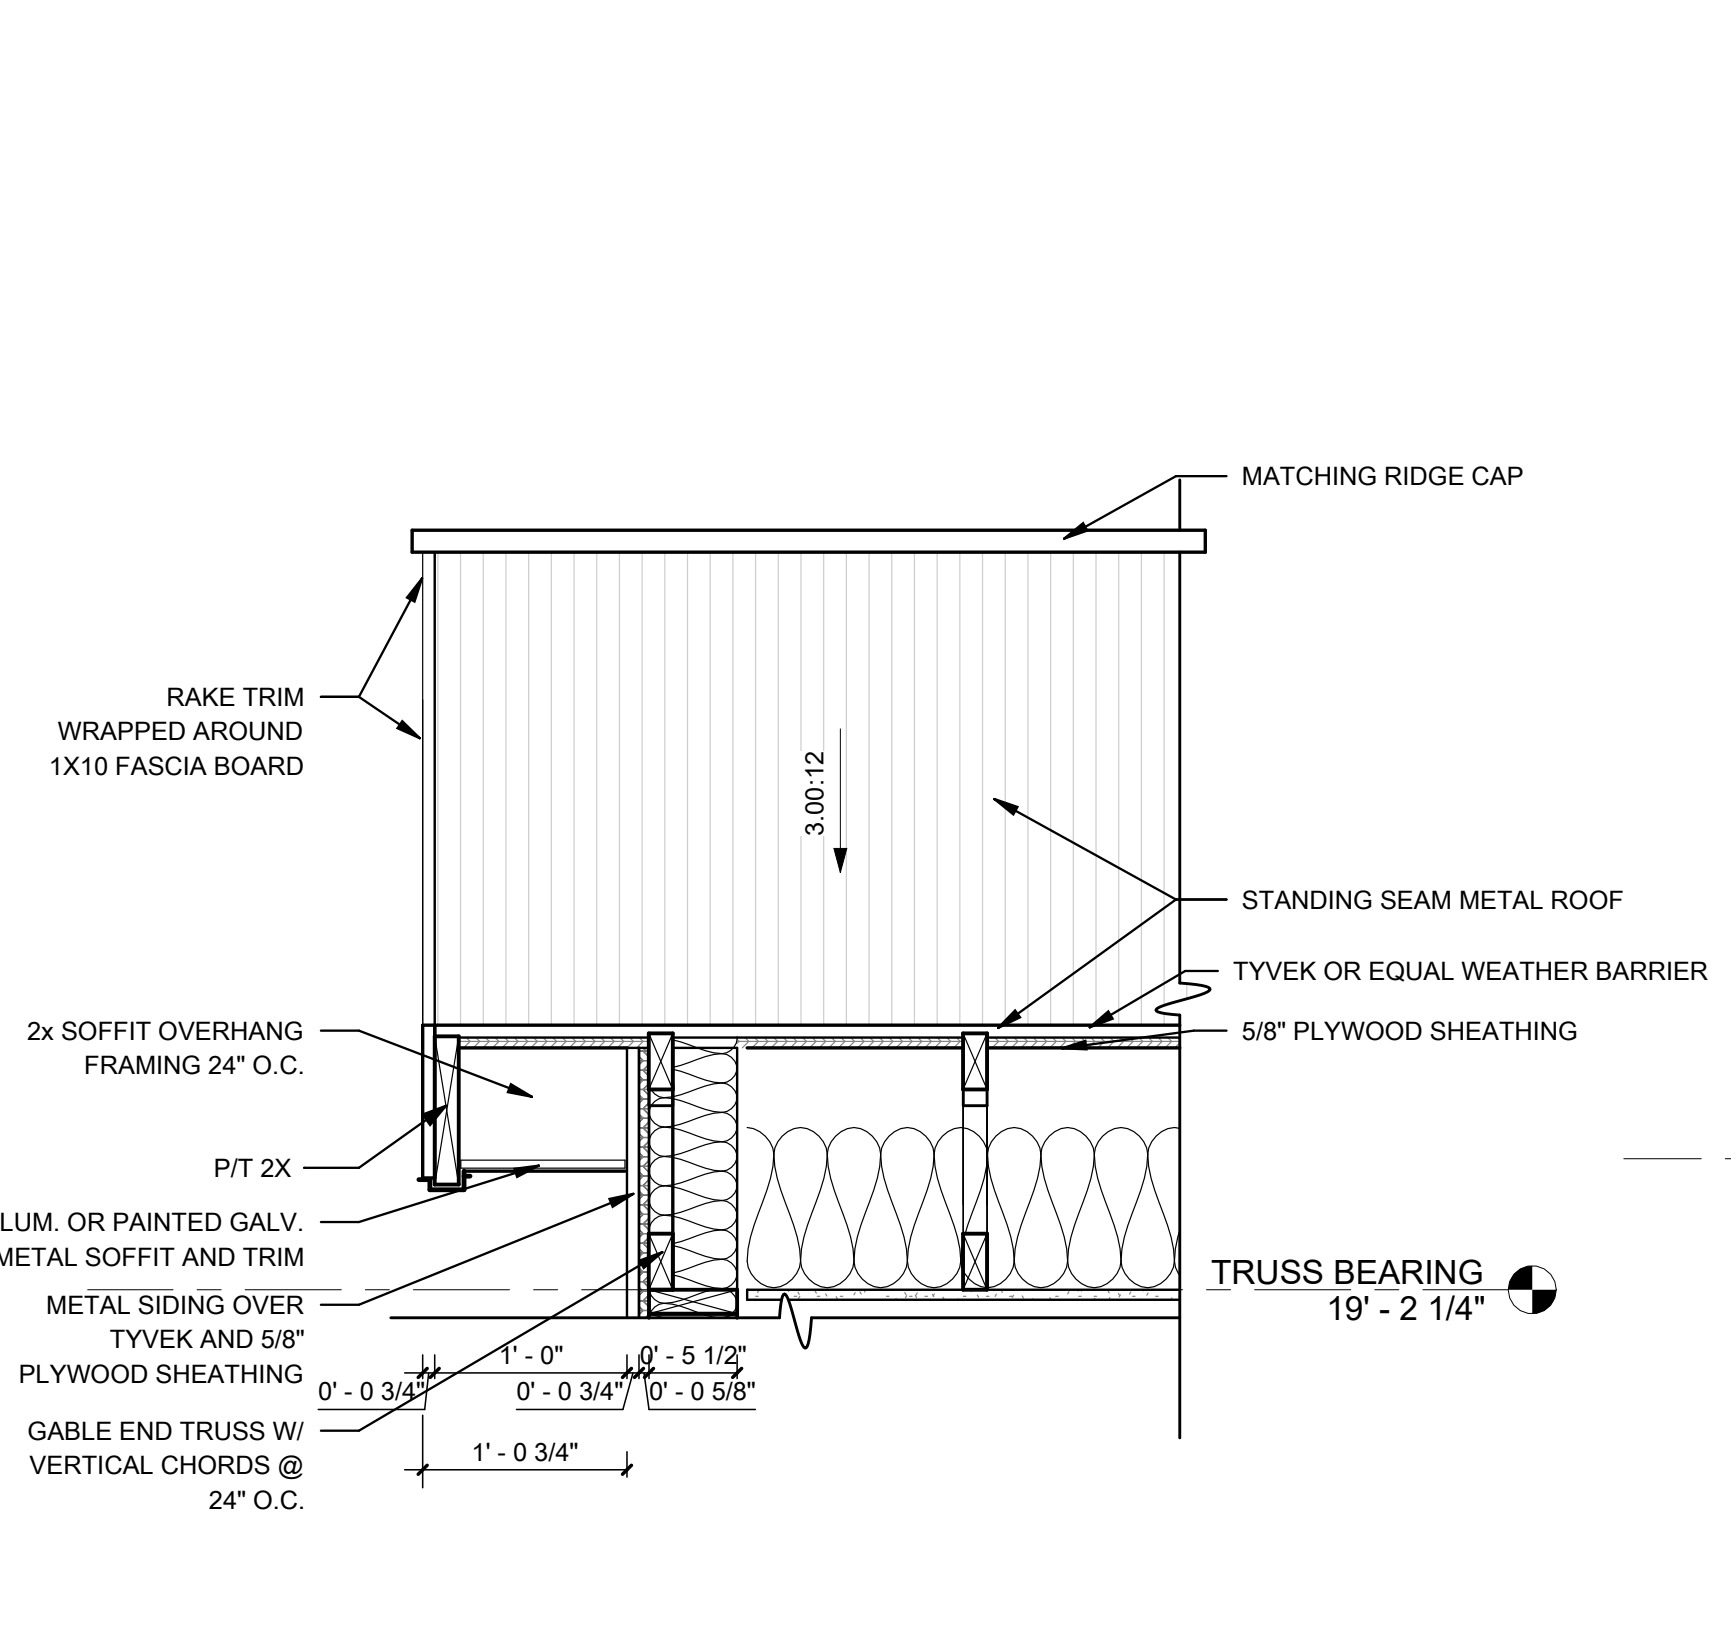 MATCHING RIDGE CAP
RAKE TRIM
WRAPPED AROUND
1X10 FASCIA BOARD
3.00:12
STANDING SEAM METAL ROOF
TYVEK OR EQUAL WEATHER BARRIER
5/8" PLYWOOD SHEATHING
2x SOFFIT OVERHANG
FRAMING 24" O.C.
P/T 2X
LUM. OR PAINTED GALV.
METAL SOFFIT AND TRIM
METAL SIDING OVER
TYVEK AND 5/8"
PLYWOOD SHEATHING
GABLE END TRUSS W/
VERTICAL CHORDS @
24" O.C.
TRUSS BEARING
19' - 2 1/4"
1' - 0"
0' - 5 1/2"
0' - 0 3/4"
0' - 0 3/4"
0' - 0 5/8"
1' - 0 3/4"